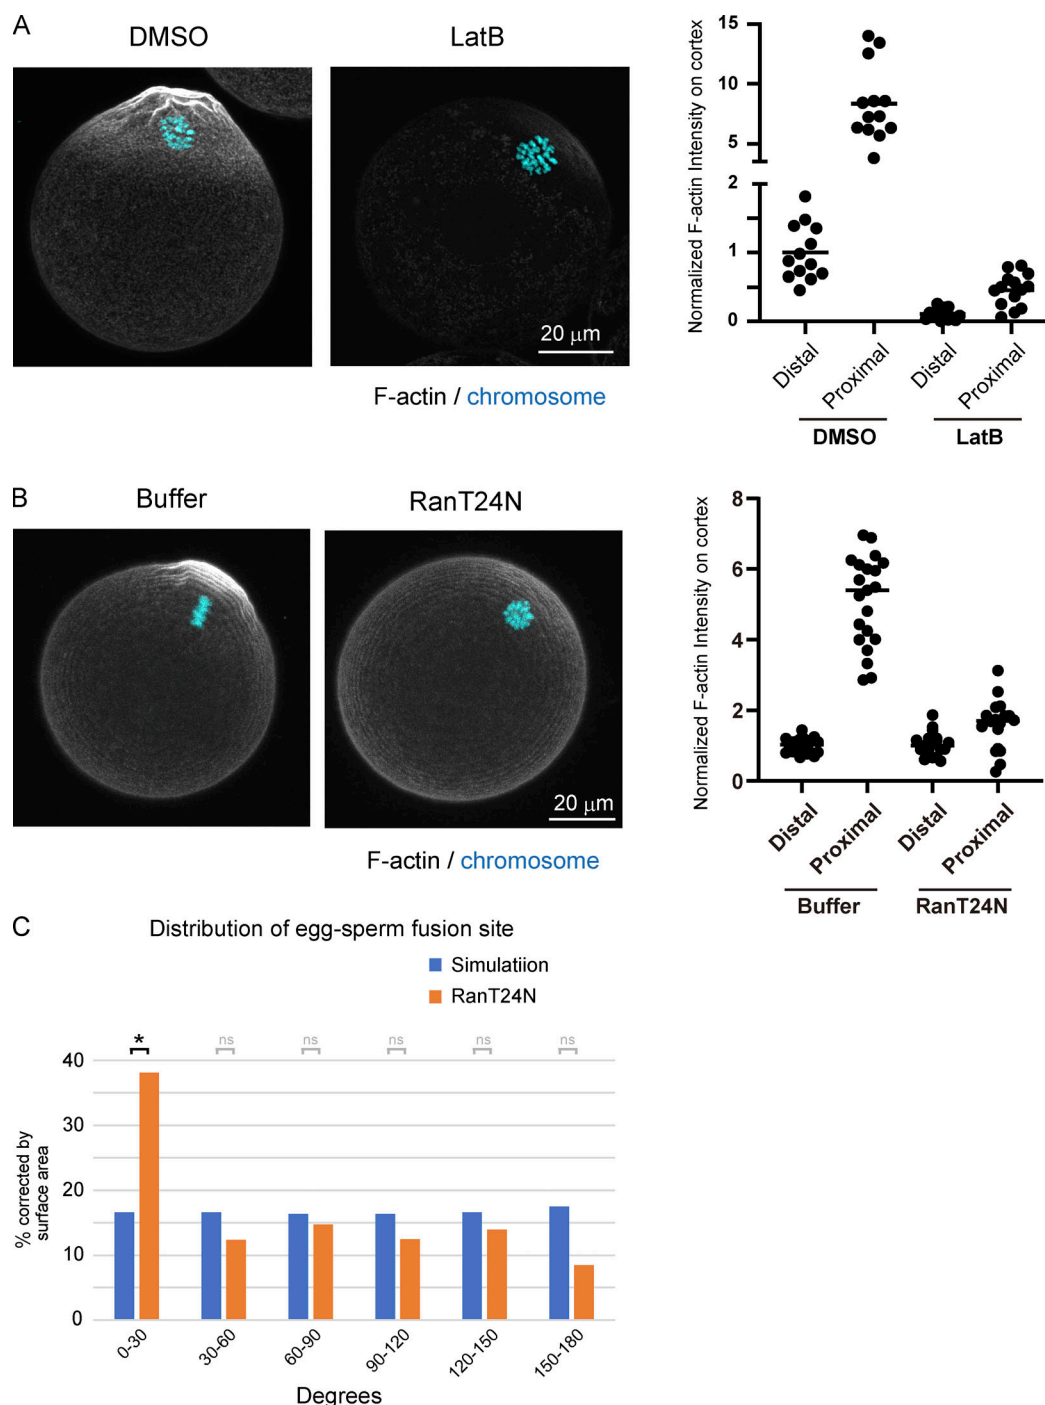 A
DMSO
LatB
20 μm
F-actin / chromosome
Normalized F-actin Intensity on cortex
15
10
5
2
1
0
Distal
Proximal
Distal
Proximal
DMSO
LatB
B
Buffer
RanT24N
20 μm
F-actin / chromosome
Normalized F-actin Intensity on cortex
8
6
4
2
0
Distal
Proximal
Distal
Proximal
Buffer
RanT24N
C
Distribution of egg-sperm fusion site
Simulatiion
RanT24N
*
ns
ns
ns
ns
ns
% corrected by
surface area
40
30
20
10
0
0-30
30-60
60-90
90-120
120-150
150-180
Degrees